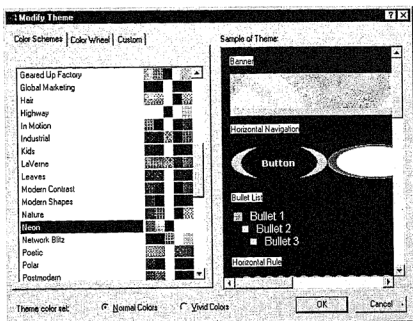 Modify Theme
Color Schemes
Color Wheel
Custom
Sample of Theme:
Geared Up Factory
Global Marketing
Hair
Highway
In Motion
Industrial
Kids
LaVerne
Leaves
Modern Contrast
Modern Shapes
Nature
Neon
Network Blitz
Poetic
Polar
Postmodern
Banner
Horizontal Navigation
Button
Bullet List
Bullet 1
Bullet 2
Bullet 3
Horizontal Rule
Theme color set:
Normal Colors
Vivid Colors
OK
Cancel